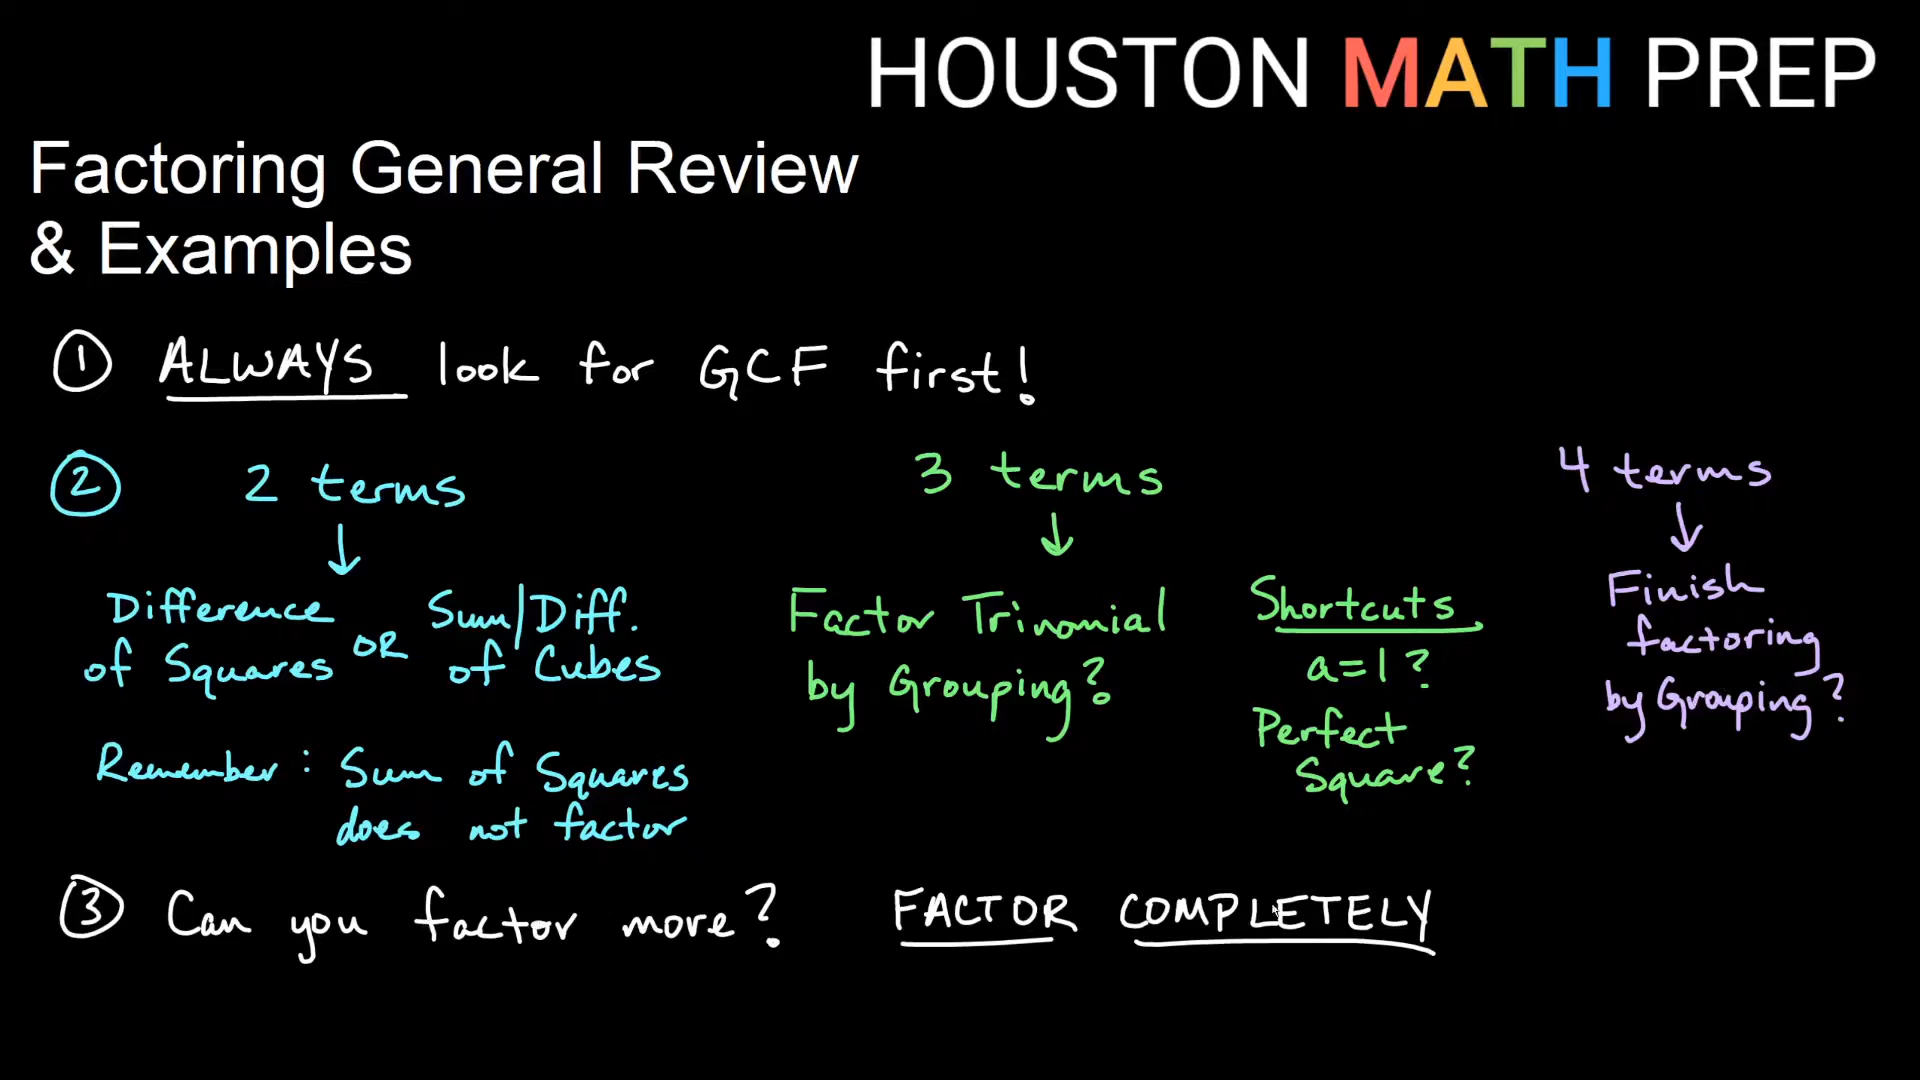 HOUSTON MATH PREP
Factoring General Review
& Examples
① ALWAYS look for GCF first!
② 2 terms
↓
Difference
of Squares
OR
Sum/Diff.
of Cubes
Remember: Sum of Squares
does not factor
3 terms
↓
Factor Trinomial
by Grouping?
Shortcuts
a=1?
Perfect
Square?
4 terms
↓
Finish
factoring
by Grouping?
③ Can you factor more? FACTOR COMPLETELY